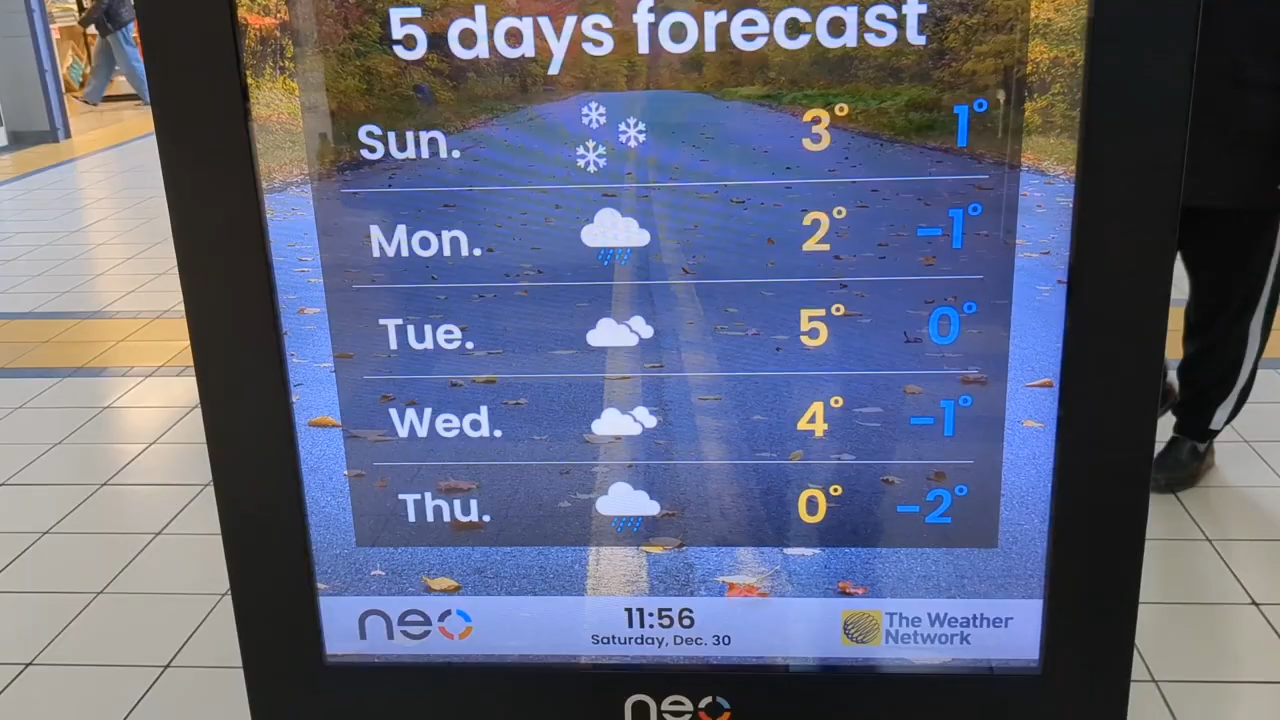 5 days forecast
Sun. 3° 1°
Mon. 2° -1°
Tue. 5° 0°
Wed. 4° -1°
Thu. 0° -2°
neo
11:56
Saturday, Dec. 30
The Weather
Network
neo